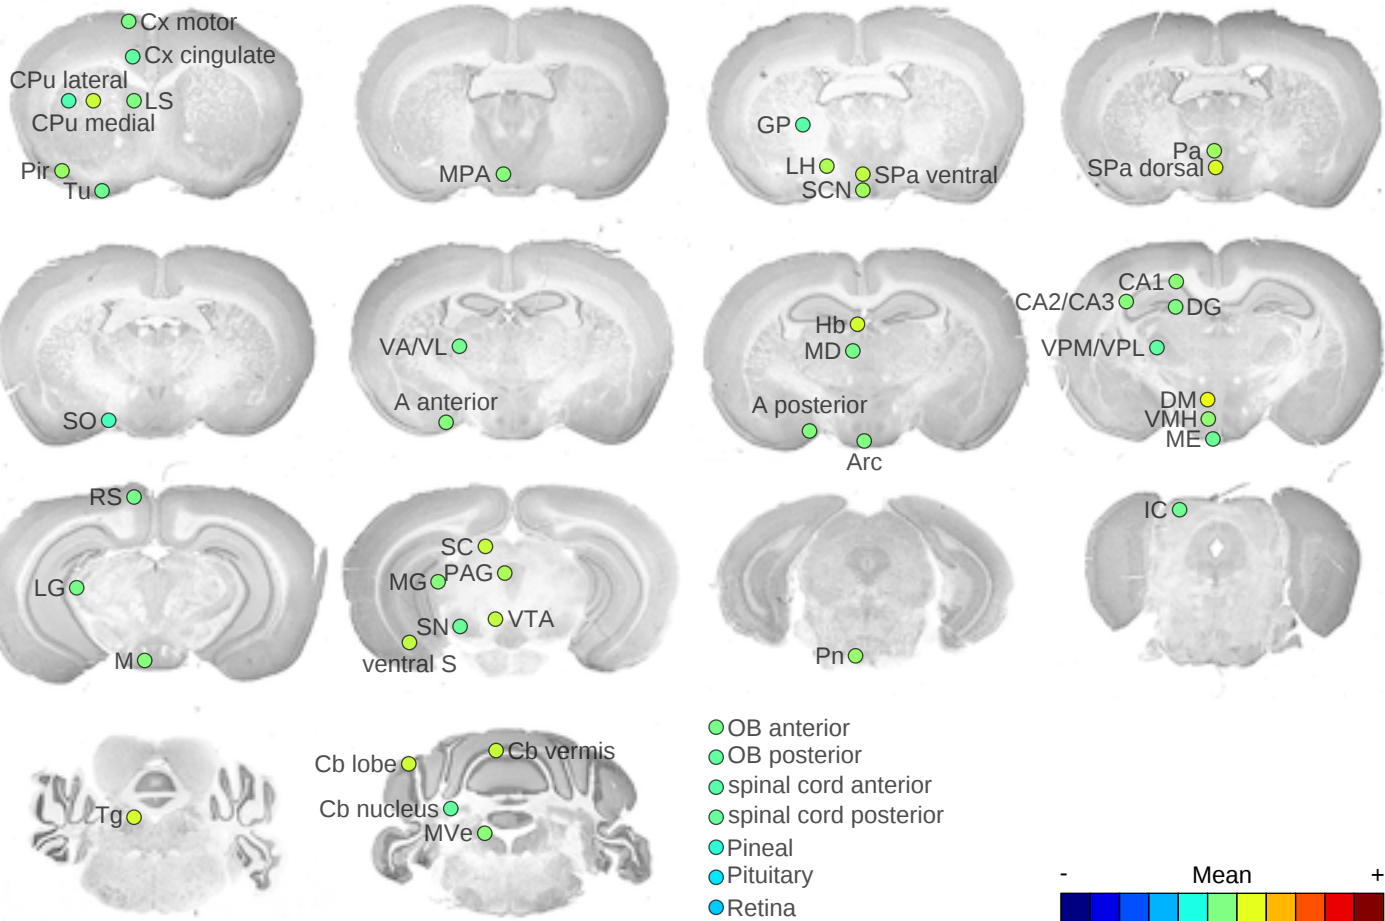 Cx motor
Cx cingulate
CPu lateral
LS
CPu medial
Pir
Tu
MPA
GP
LH
SPa ventral
SCN
Pa
SPa dorsal
SO
VA/VL
A anterior
Hb
MD
A posterior
Arc
CA1
CA2/CA3
DG
VPM/VPL
DM
VMH
ME
RS
LG
M
SC
PAG
MG
SN
VTA
ventral S
Pn
IC
Tg
Cb lobe
Cb vermis
Cb nucleus
MVe
OB anterior
OB posterior
spinal cord anterior
spinal cord posterior
Pineal
Pituitary
Retina
- Mean +